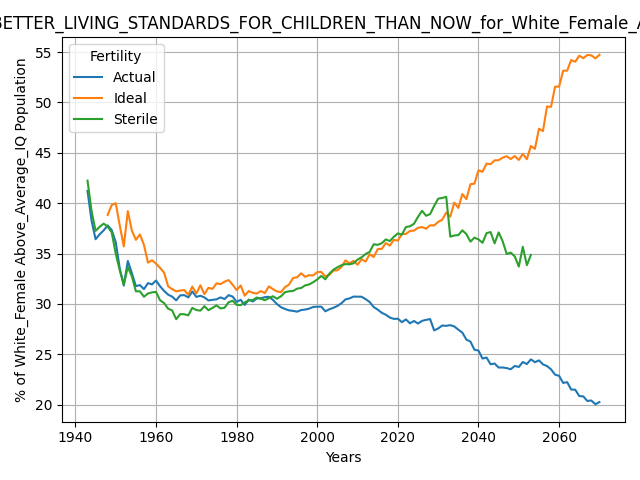 BETTER_LIVING_STANDARDS_FOR_CHILDREN_THAN_NOW_for_White_Female_A
% of White_Female Above_Average_IQ Population
55
50
45
40
35
30
25
20
Fertility
Actual
Ideal
Sterile
1940
1960
1980
2000
2020
2040
2060
Years